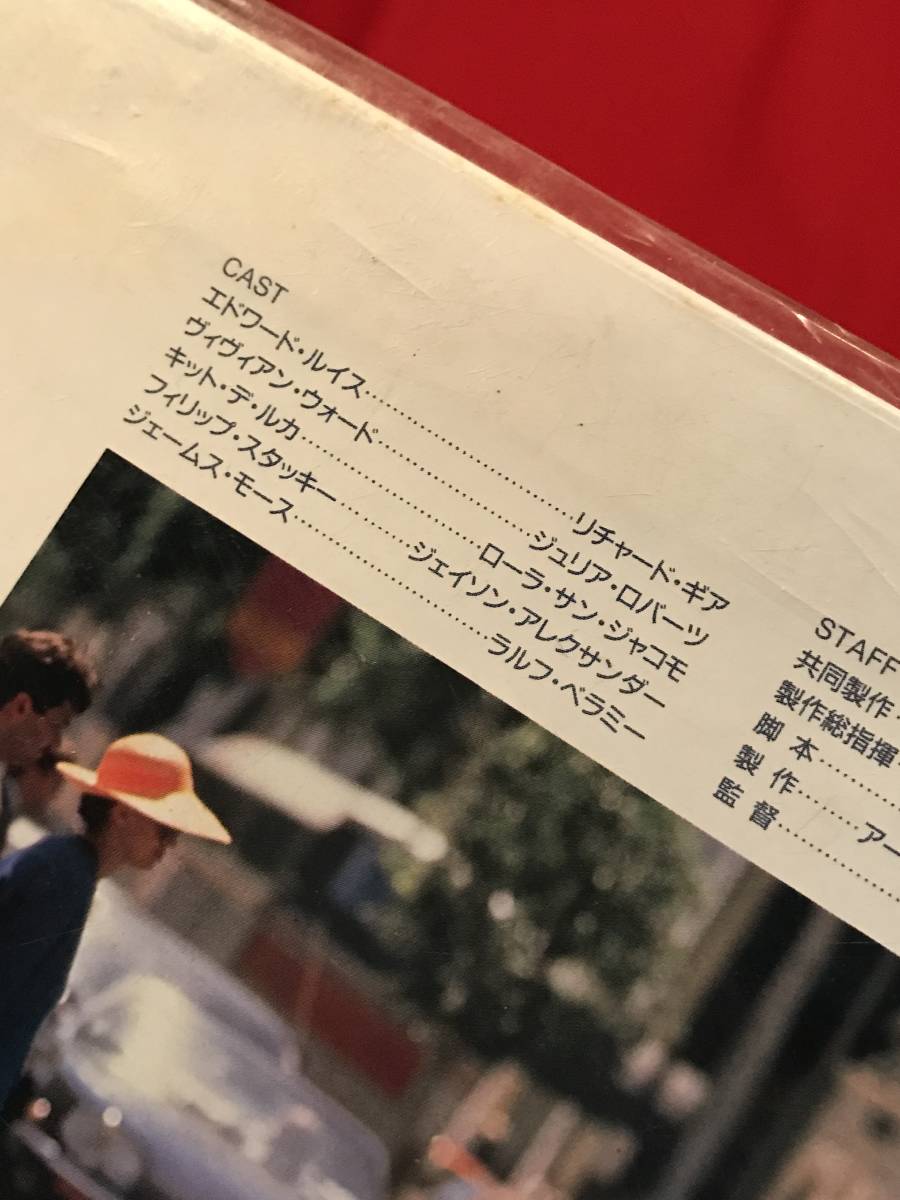 CAST
エドワード・ルイス……………………リチャード・ギア
ヴィヴィアン・ウォード………………ジュリア・ロバーツ
キット・デ・ルカ…………………ローラ・サン・ジャコモ
フィリップ・スタッキー………ジェイソン・アレクサンダー
ジェームス・モース…………………ラルフ・ベラミー
STAFF
共同製作・
製作総指揮・
脚 本………
製 作………アー
監 督…………